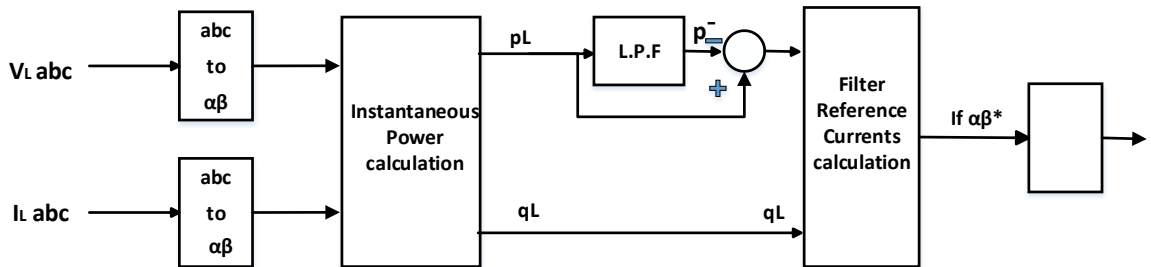 abc
to
αβ
VL abc
pL
L.P.F
p¯
Instantaneous
Power
calculation
Filter
Reference
Currents
calculation
If αβ*
abc
to
αβ
IL abc
qL
qL